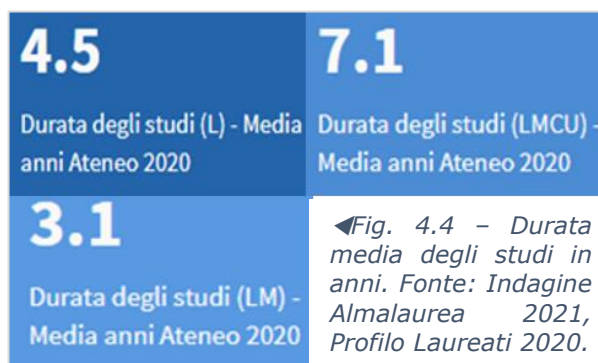 4.5
Durata degli studi (L) - Media
anni Ateneo 2020
7.1
Durata degli studi (LMCU) -
Media anni Ateneo 2020
3.1
Durata degli studi (LM) -
Media anni Ateneo 2020
◀Fig. 4.4 – Durata
media degli studi in
anni. Fonte: Indagine
Almalaurea 2021,
Profilo Laureati 2020.